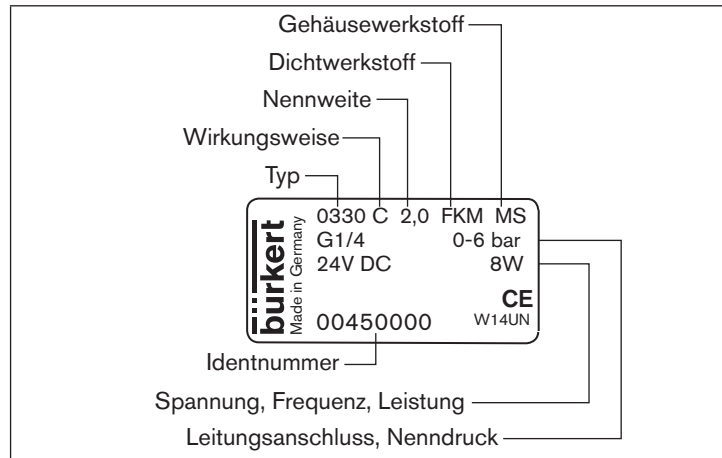 Gehäusewerkstoff
Dichtwerkstoff
Nennweite
Wirkungsweise
Typ
bürkert
Made in Germany
0330 C 2,0 FKM MS
G1/4 0-6 bar
24V DC 8W
CE
00450000 W14UN
Identnummer
Spannung, Frequenz, Leistung
Leitungsanschluss, Nenndruck